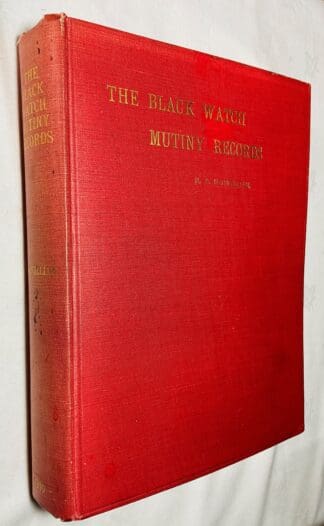 THE BLACK WATCH
MUTINY RECORDS
THE
BLACK
WATCH
MUTINY
RECORDS